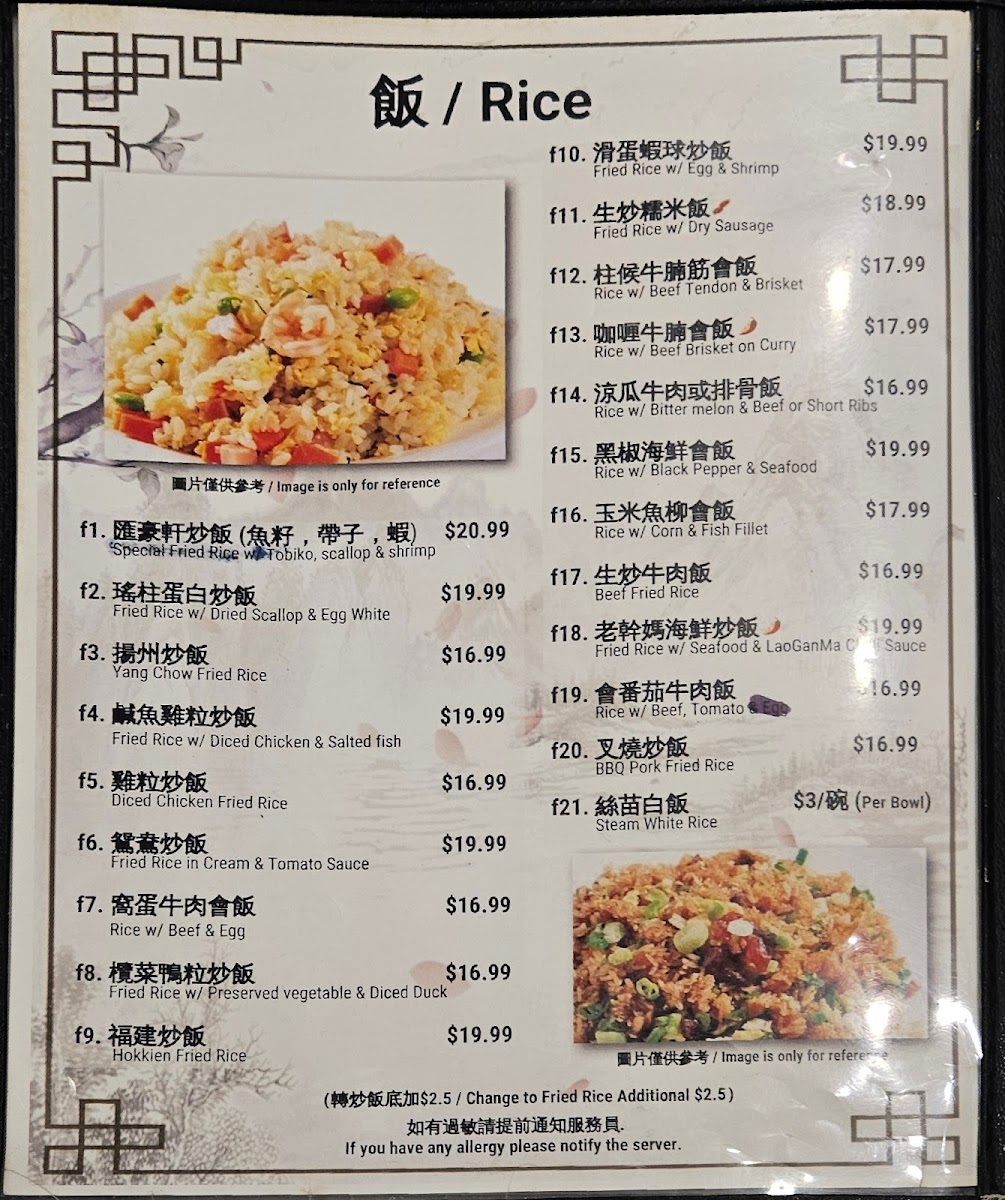 飯 / Rice
圖片僅供參考 / Image is only for reference
f1. 匯豪軒炒飯 (魚籽，帶子，蝦) $20.99
Special Fried Rice w/ Tobiko, scallop & shrimp
f2. 瑤柱蛋白炒飯 $19.99
Fried Rice w/ Dried Scallop & Egg White
f3. 揚州炒飯 $16.99
Yang Chow Fried Rice
f4. 鹹魚雞粒炒飯 $19.99
Fried Rice w/ Diced Chicken & Salted fish
f5. 雞粒炒飯 $16.99
Diced Chicken Fried Rice
f6. 鴛鴦炒飯 $19.99
Fried Rice in Cream & Tomato Sauce
f7. 窩蛋牛肉會飯 $16.99
Rice w/ Beef & Egg
f8. 欖菜鴨粒炒飯 $16.99
Fried Rice w/ Preserved vegetable & Diced Duck
f9. 福建炒飯 $19.99
Hokkien Fried Rice
f10. 滑蛋蝦球炒飯 $19.99
Fried Rice w/ Egg & Shrimp
f11. 生炒糯米飯 $18.99
Fried Rice w/ Dry Sausage
f12. 柱候牛腩筋會飯 $17.99
Rice w/ Beef Tendon & Brisket
f13. 咖喱牛腩會飯 $17.99
Rice w/ Beef Brisket on Curry
f14. 涼瓜牛肉或排骨飯 $16.99
Rice w/ Bitter melon & Beef or Short Ribs
f15. 黑椒海鮮會飯 $19.99
Rice w/ Black Pepper & Seafood
f16. 玉米魚柳會飯 $17.99
Rice w/ Corn & Fish Fillet
f17. 生炒牛肉飯 $16.99
Beef Fried Rice
f18. 老幹媽海鮮炒飯 $19.99
Fried Rice w/ Seafood & LaoGanMa Sauce
f19. 會番茄牛肉飯 $16.99
Rice w/ Beef, Tomato & Egg
f20. 叉燒炒飯 $16.99
BBQ Pork Fried Rice
f21. 絲苗白飯 $3/碗 (Per Bowl)
Steam White Rice
圖片僅供參考 / Image is only for reference
(轉炒飯底加$2.5 / Change to Fried Rice Additional $2.5)
如有過敏請提前通知服務員.
If you have any allergy please notify the server.